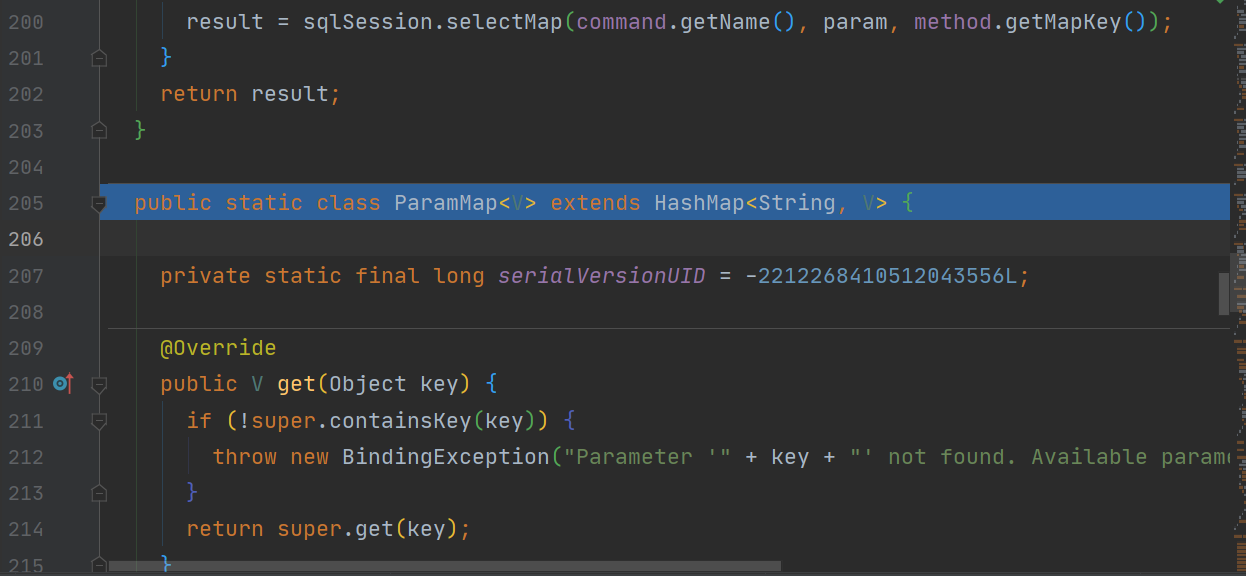 200 result = sqlSession.selectMap(command.getName(), param, method.getMapKey());
201 }
202 return result;
203 }
204
205 public static class ParamMap<V> extends HashMap<String, V> {
206
207 private static final long serialVersionUID = -2212268410512043556L;
208
209 @Override
210 public V get(Object key) {
211 if (!super.containsKey(key)) {
212 throw new BindingException("Parameter '" + key + "' not found. Available param
213 }
214 return super.get(key);
215 }